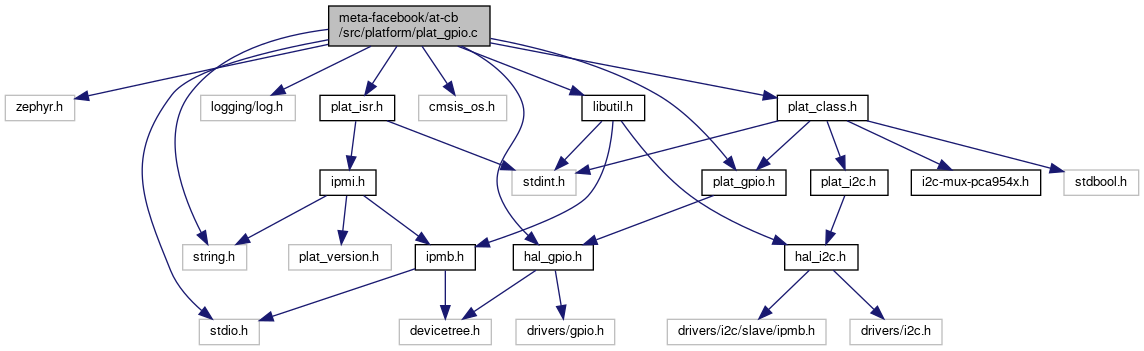 meta-facebook/at-cb
/src/platform/plat_gpio.c
zephyr.h
logging/log.h
plat_isr.h
cmsis_os.h
libutil.h
plat_class.h
ipmi.h
stdint.h
plat_gpio.h
plat_i2c.h
i2c-mux-pca954x.h
stdbool.h
string.h
plat_version.h
ipmb.h
hal_gpio.h
hal_i2c.h
stdio.h
devicetree.h
drivers/gpio.h
drivers/i2c/slave/ipmb.h
drivers/i2c.h